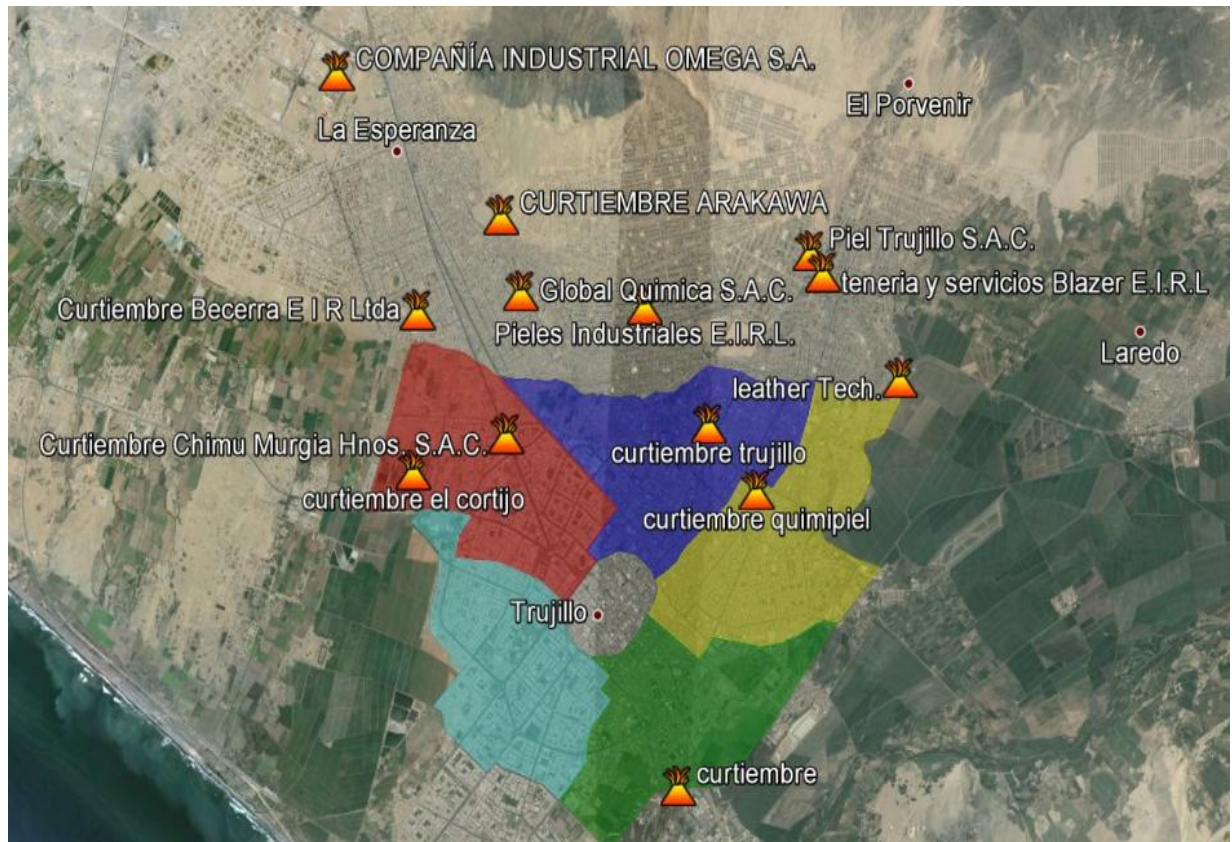 COMPAÑÍA INDUSTRIAL OMEGA S.A.
El Porvenir
La Esperanza
CURTIEMBRE ARAKAWA
Piel Trujillo S.A.C.
teneria y servicios Blazer E.I.R.L
Global Quimica S.A.C.
Curtiembre Becerra E I R Ltda
Pieles Industriales E.I.R.L.
Laredo
leather Tech.
Curtiembre Chimu Murgia Hnos. S.A.C.
curtiembre trujillo
curtiembre el cortijo
curtiembre quimipiel
Trujillo
curtiembre